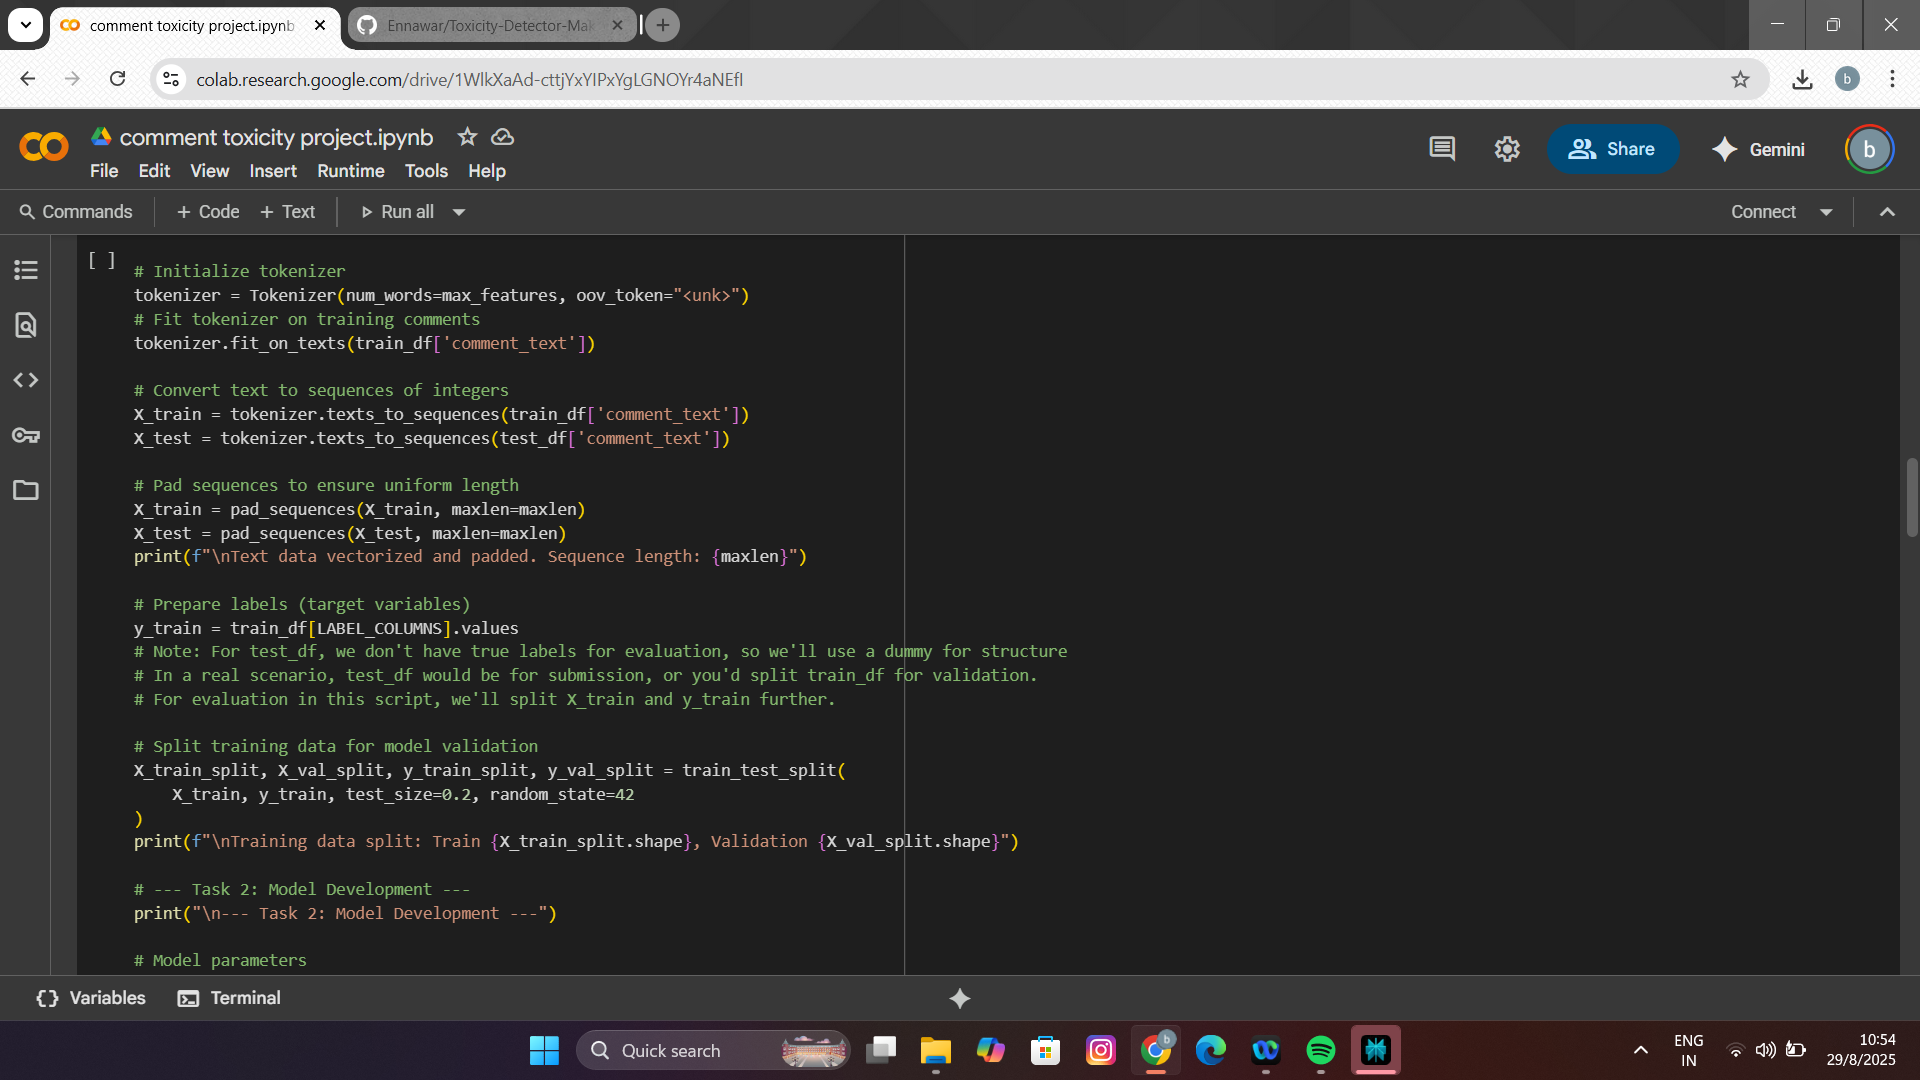 comment toxicity project.ipynb
Ennawar/Toxicity-Detector-Mak
colab.research.google.com/drive/1WlkXaAd-cttjYxYIPxYgLGNOYr4aNEfI
b
comment toxicity project.ipynb
File Edit View Insert Runtime Tools Help
Share
Gemini
b
Commands + Code + Text Run all
Connect
[ ]
# Initialize tokenizer
tokenizer = Tokenizer(num_words=max_features, oov_token="<unk>")
# Fit tokenizer on training comments
tokenizer.fit_on_texts(train_df['comment_text'])
# Convert text to sequences of integers
X_train = tokenizer.texts_to_sequences(train_df['comment_text'])
X_test = tokenizer.texts_to_sequences(test_df['comment_text'])
# Pad sequences to ensure uniform length
X_train = pad_sequences(X_train, maxlen=maxlen)
X_test = pad_sequences(X_test, maxlen=maxlen)
print(f"\nText data vectorized and padded. Sequence length: {maxlen}")
# Prepare labels (target variables)
y_train = train_df[LABEL_COLUMNS].values
# Note: For test_df, we don't have true labels for evaluation, so we'll use a dummy for structure
# In a real scenario, test_df would be for submission, or you'd split train_df for validation.
# For evaluation in this script, we'll split X_train and y_train further.
# Split training data for model validation
X_train_split, X_val_split, y_train_split, y_val_split = train_test_split(
X_train, y_train, test_size=0.2, random_state=42
)
print(f"\nTraining data split: Train {X_train_split.shape}, Validation {X_val_split.shape}")
# --- Task 2: Model Development ---
print("\n--- Task 2: Model Development ---")
# Model parameters
Variables
Terminal
Quick search
b
ENG
IN
10:54
29/8/2025